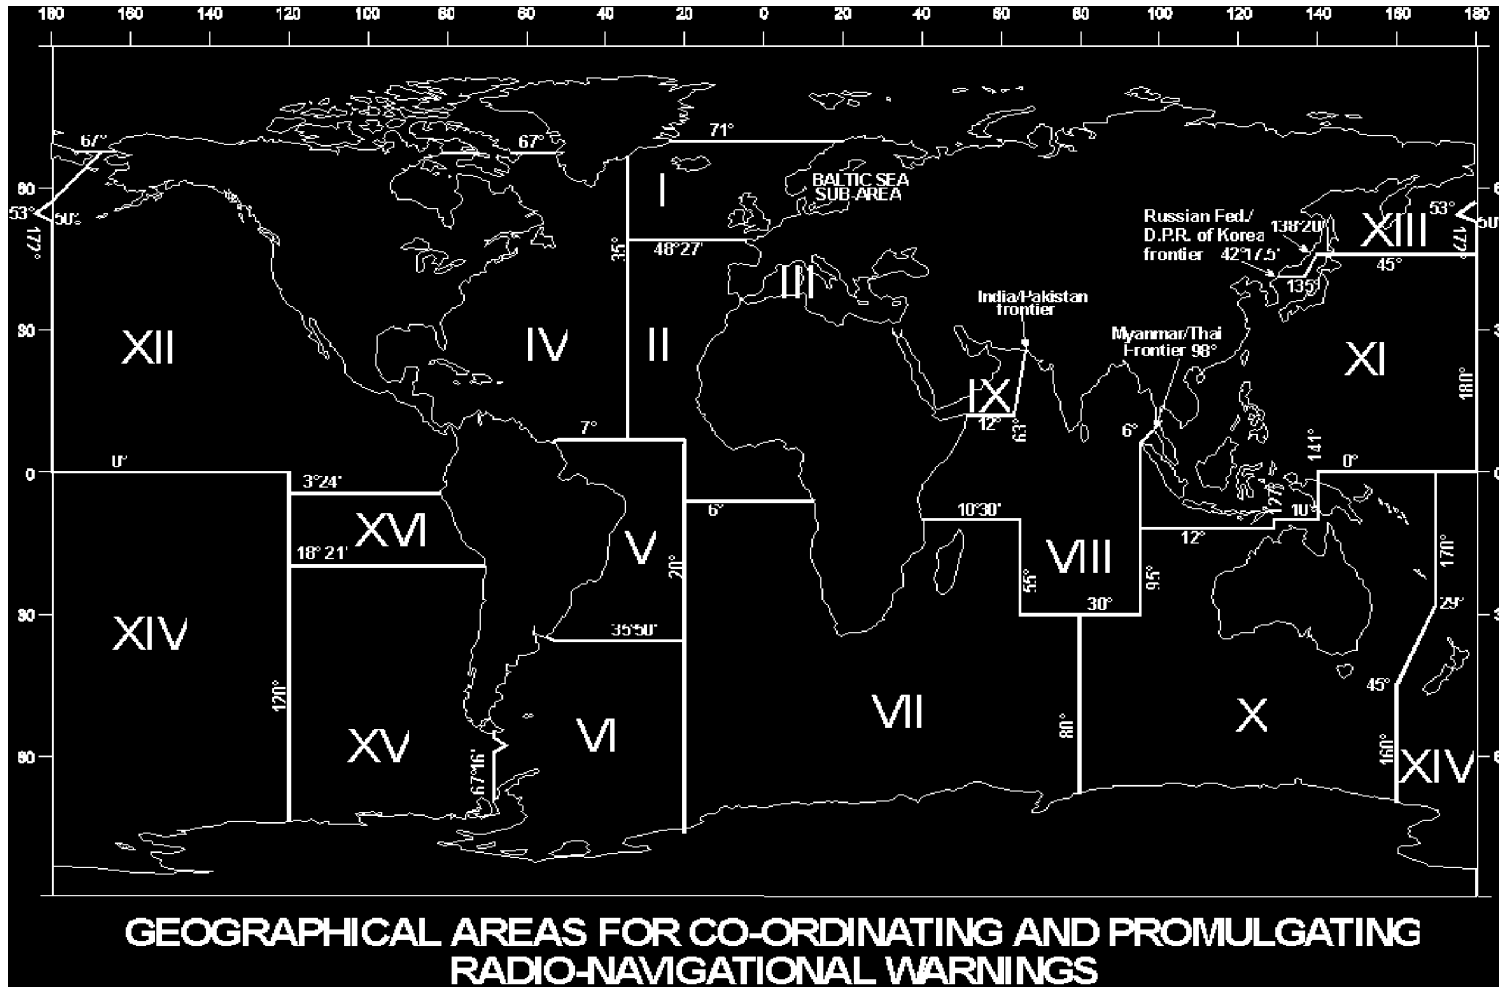 180 160 140 120 100 80 60 40 20 0 20 40 60 80 100 120 140 160 180
67°
67°
71°
I
BALTIC SEA
SUB-AREA
60
53°
50'
177°
53°
50'
177°
Russian Fed./
D.P.R. of Korea
frontier
138°20'
42°17.5'
135°
XIII
45°
35°
48°27'
III
India/Pakistan
frontier
Myanmar/Thai
Frontier 98°
30
XII
IV
II
IX
XI
180°
12°
63°
6°
7°
141°
0
0°
0°
3°24'
XVI
18°21'
6°
V
20°
10°30'
VIII
55°
95°
12°
127°
10°
170°
30
30°
29°
XIV
35°50'
45°
120°
XV
67°16'
VI
VII
80°
X
160°
XIV
60
GEOGRAPHICAL AREAS FOR CO-ORDINATING AND PROMULGATING
RADIO-NAVIGATIONAL WARNINGS